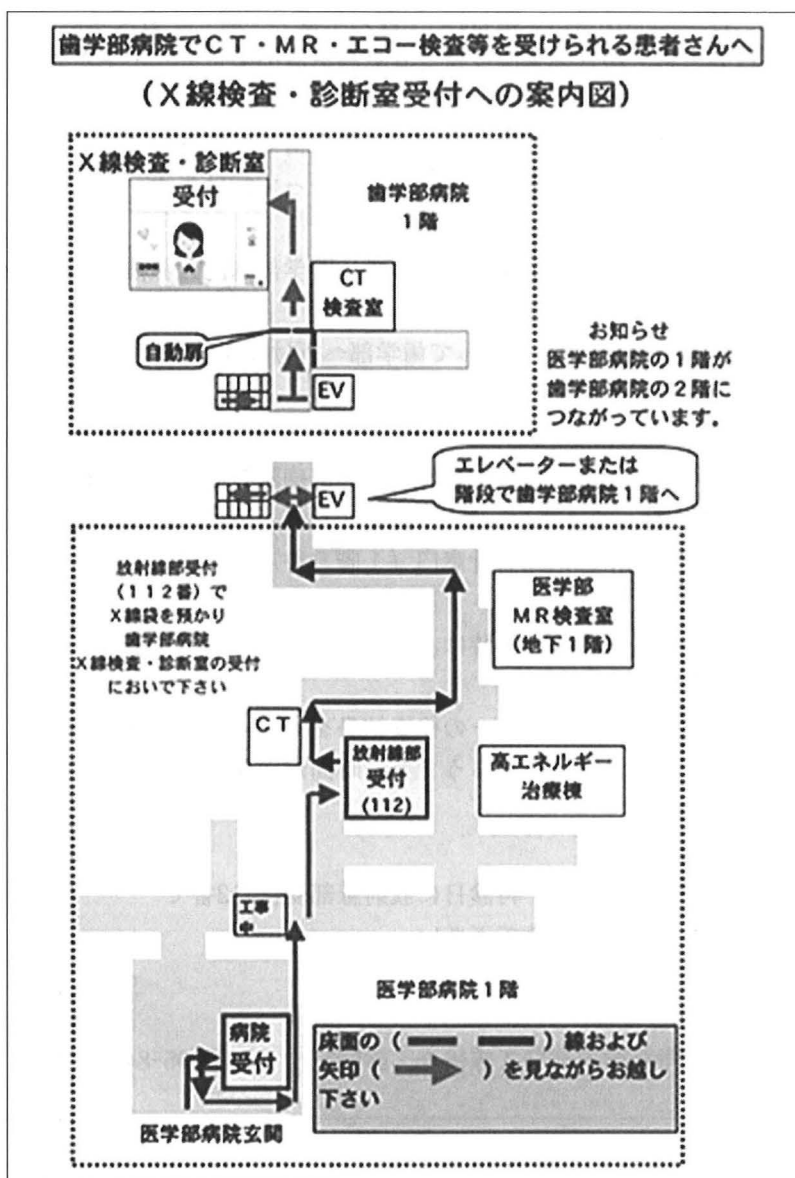 歯学部病院でCT・MR・エコー検査等を受けられる患者さんへ
(X線検査・診断室受付への案内図)
X線検査・診断室
受付
歯学部病院
1階
CT
検査室
自動扉
EV
お知らせ
医学部病院の1階が
歯学部病院の2階に
つながっています。
EV
エレベーターまたは
階段で歯学部病院1階へ
放射線部受付
(112番)で
X線袋を預かり
歯学部病院
X線検査・診断室の受付
においで下さい
医学部
MR検査室
(地下1階)
CT
放射線部
受付
(112)
高エネルギー
治療棟
工事
中
医学部病院1階
病院
受付
床面の( )線および
矢印( )を見ながらお越し
下さい
医学部病院玄関